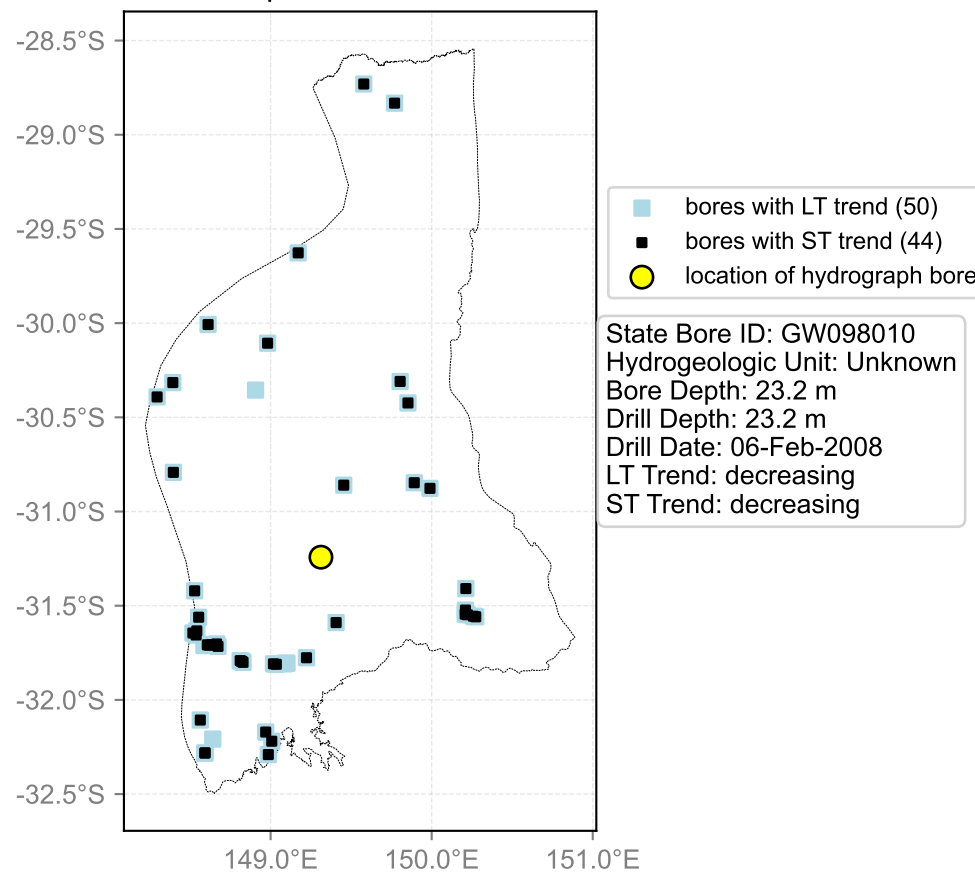 -28.5°S
-29.0°S
-29.5°S
-30.0°S
-30.5°S
-31.0°S
-31.5°S
-32.0°S
-32.5°S
149.0°E
150.0°E
151.0°E
bores with LT trend (50)
bores with ST trend (44)
location of hydrograph bore
State Bore ID: GW098010
Hydrogeologic Unit: Unknown
Bore Depth: 23.2 m
Drill Depth: 23.2 m
Drill Date: 06-Feb-2008
LT Trend: decreasing
ST Trend: decreasing